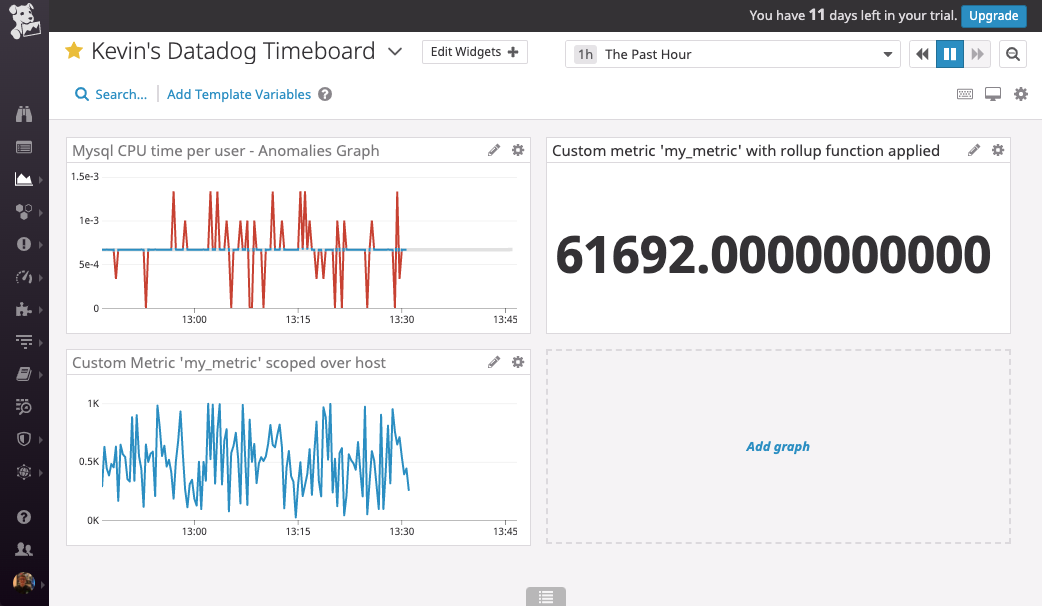 You have 11 days left in your trial. Upgrade
Kevin's Datadog Timeboard
Edit Widgets +
1h The Past Hour
Search...
Add Template Variables ?
Mysql CPU time per user - Anomalies Graph
1.5e-3
1e-3
5e-4
0
13:00 13:15 13:30 13:45
Custom metric 'my_metric' with rollup function applied
61692.0000000000
Custom Metric 'my_metric' scoped over host
1K
0.5K
0K
13:00 13:15 13:30 13:45
Add graph